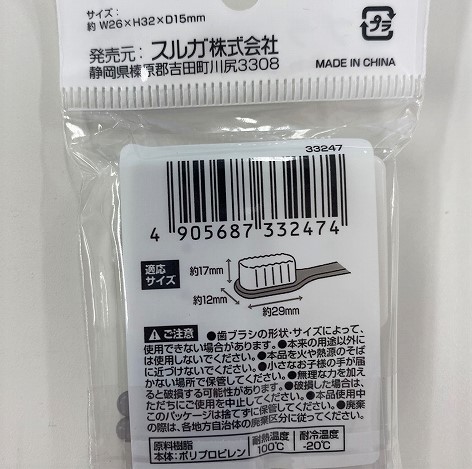 サイズ:
約 W26×H32×D15mm
発売元: スルガ株式会社
静岡県榛原郡吉田町川尻3308
プラ
MADE IN CHINA
33247
4 905687 332474
適応
サイズ
約17mm
約12mm
約29mm
ご注意 ●歯ブラシの形状・サイズによって、
使用できない場合があります。●本来の用途以外に
は使用しないでください。●本品を火や熱源のそば
に近づけないでください。●小さなお子様の手が届
かない場所で保管してください。●無理な力を加え
ると破損する可能性があります。●破損した場合は、
ただちにご使用を中止してください。●本品使用中
このパッケージは捨てずに保管してください。●廃棄
の際は、各地方自治体の廃棄区分に従ってください。
原料樹脂
本体:ポリプロピレン
耐熱温度
100℃
耐冷温度
-20℃